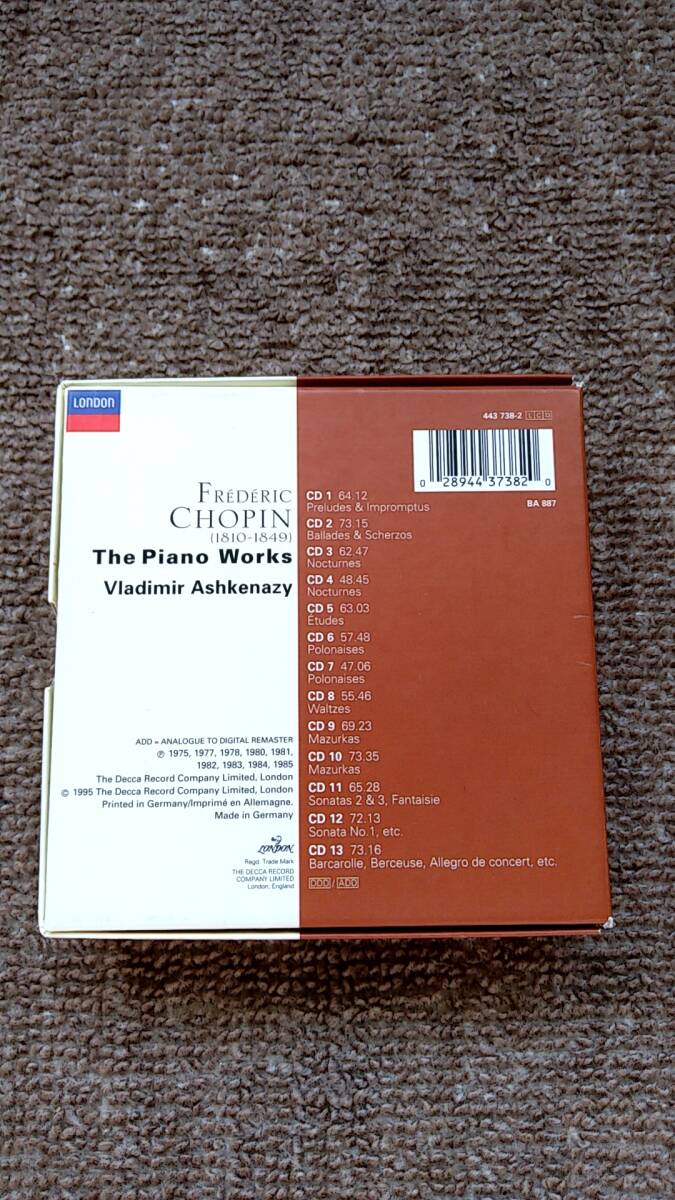 LONDON
FRÉDÉRIC
CHOPIN
(1810-1849)
The Piano Works
Vladimir Ashkenazy
ADD = ANALOGUE TO DIGITAL REMASTER
℗ 1975, 1977, 1978, 1980, 1981,
1982, 1983, 1984, 1985
The Decca Record Company Limited, London
© 1995 The Decca Record Company Limited, London
Printed in Germany/Imprimé en Allemagne.
Made in Germany
LONDON
Regd. Trade Mark
THE DECCA RECORD
COMPANY LIMITED
London, England
443 738-2 LCD
0 28944 37382 0
BA 887
CD 1 64.12
Preludes & Impromptus
CD 2 73.15
Ballades & Scherzos
CD 3 62.47
Nocturnes
CD 4 48.45
Nocturnes
CD 5 63.03
Études
CD 6 57.48
Polonaises
CD 7 47.06
Polonaises
CD 8 55.46
Waltzes
CD 9 69.23
Mazurkas
CD 10 73.35
Mazurkas
CD 11 65.28
Sonatas 2 & 3, Fantaisie
CD 12 72.13
Sonata No.1, etc.
CD 13 73.16
Barcarolle, Berceuse, Allegro de concert, etc.
DDD / ADD